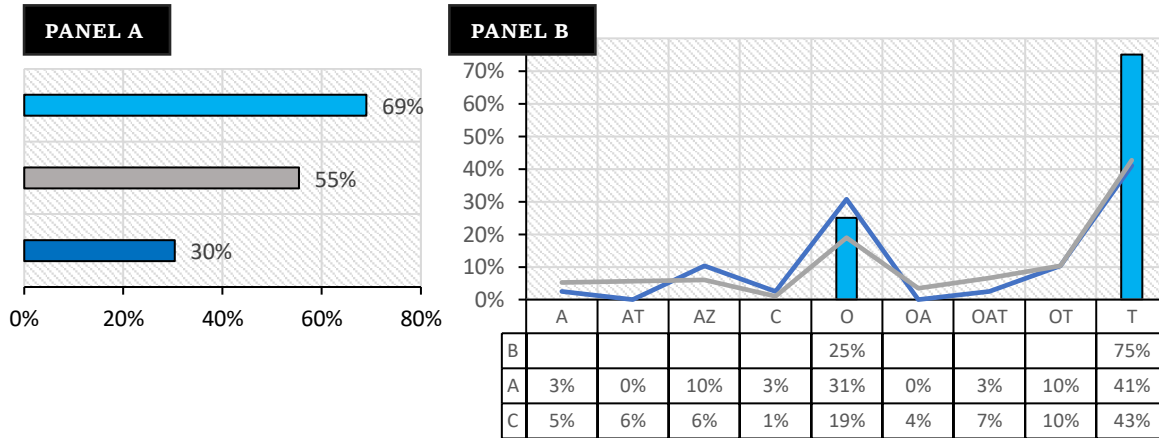 PANEL A
69%
55%
30%
0% 20% 40% 60% 80%
PANEL B
70%
60%
50%
40%
30%
20%
10%
0%
A AT AZ C O OA OAT OT T
B 25% 75%
A 3% 0% 10% 3% 31% 0% 3% 10% 41%
C 5% 6% 6% 1% 19% 4% 7% 10% 43%